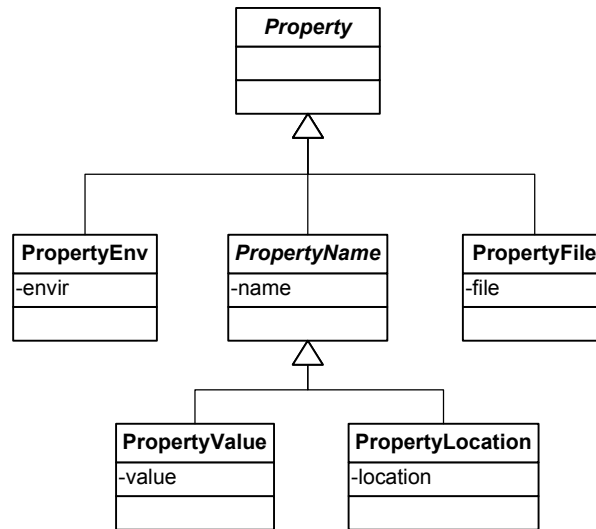 Property
PropertyEnv
-envir
PropertyName
-name
PropertyFile
-file
PropertyValue
-value
PropertyLocation
-location